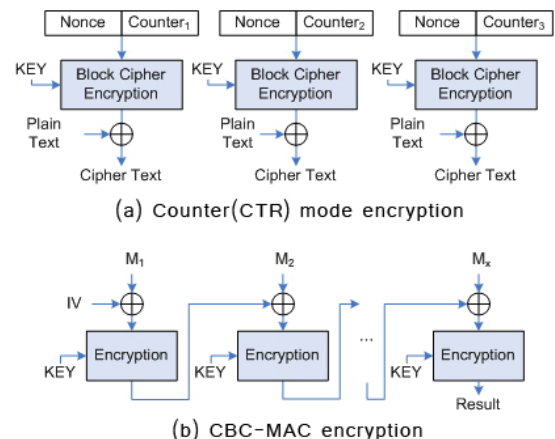 Nonce Counter₁ Nonce Counter₂ Nonce Counter₃
KEY Block Cipher Encryption KEY Block Cipher Encryption KEY Block Cipher Encryption
Plain Text Plain Text Plain Text
Cipher Text Cipher Text Cipher Text
(a) Counter(CTR) mode encryption
M₁ M₂ Mₓ
IV
Encryption Encryption ... Encryption
KEY KEY KEY
Result
(b) CBC-MAC encryption